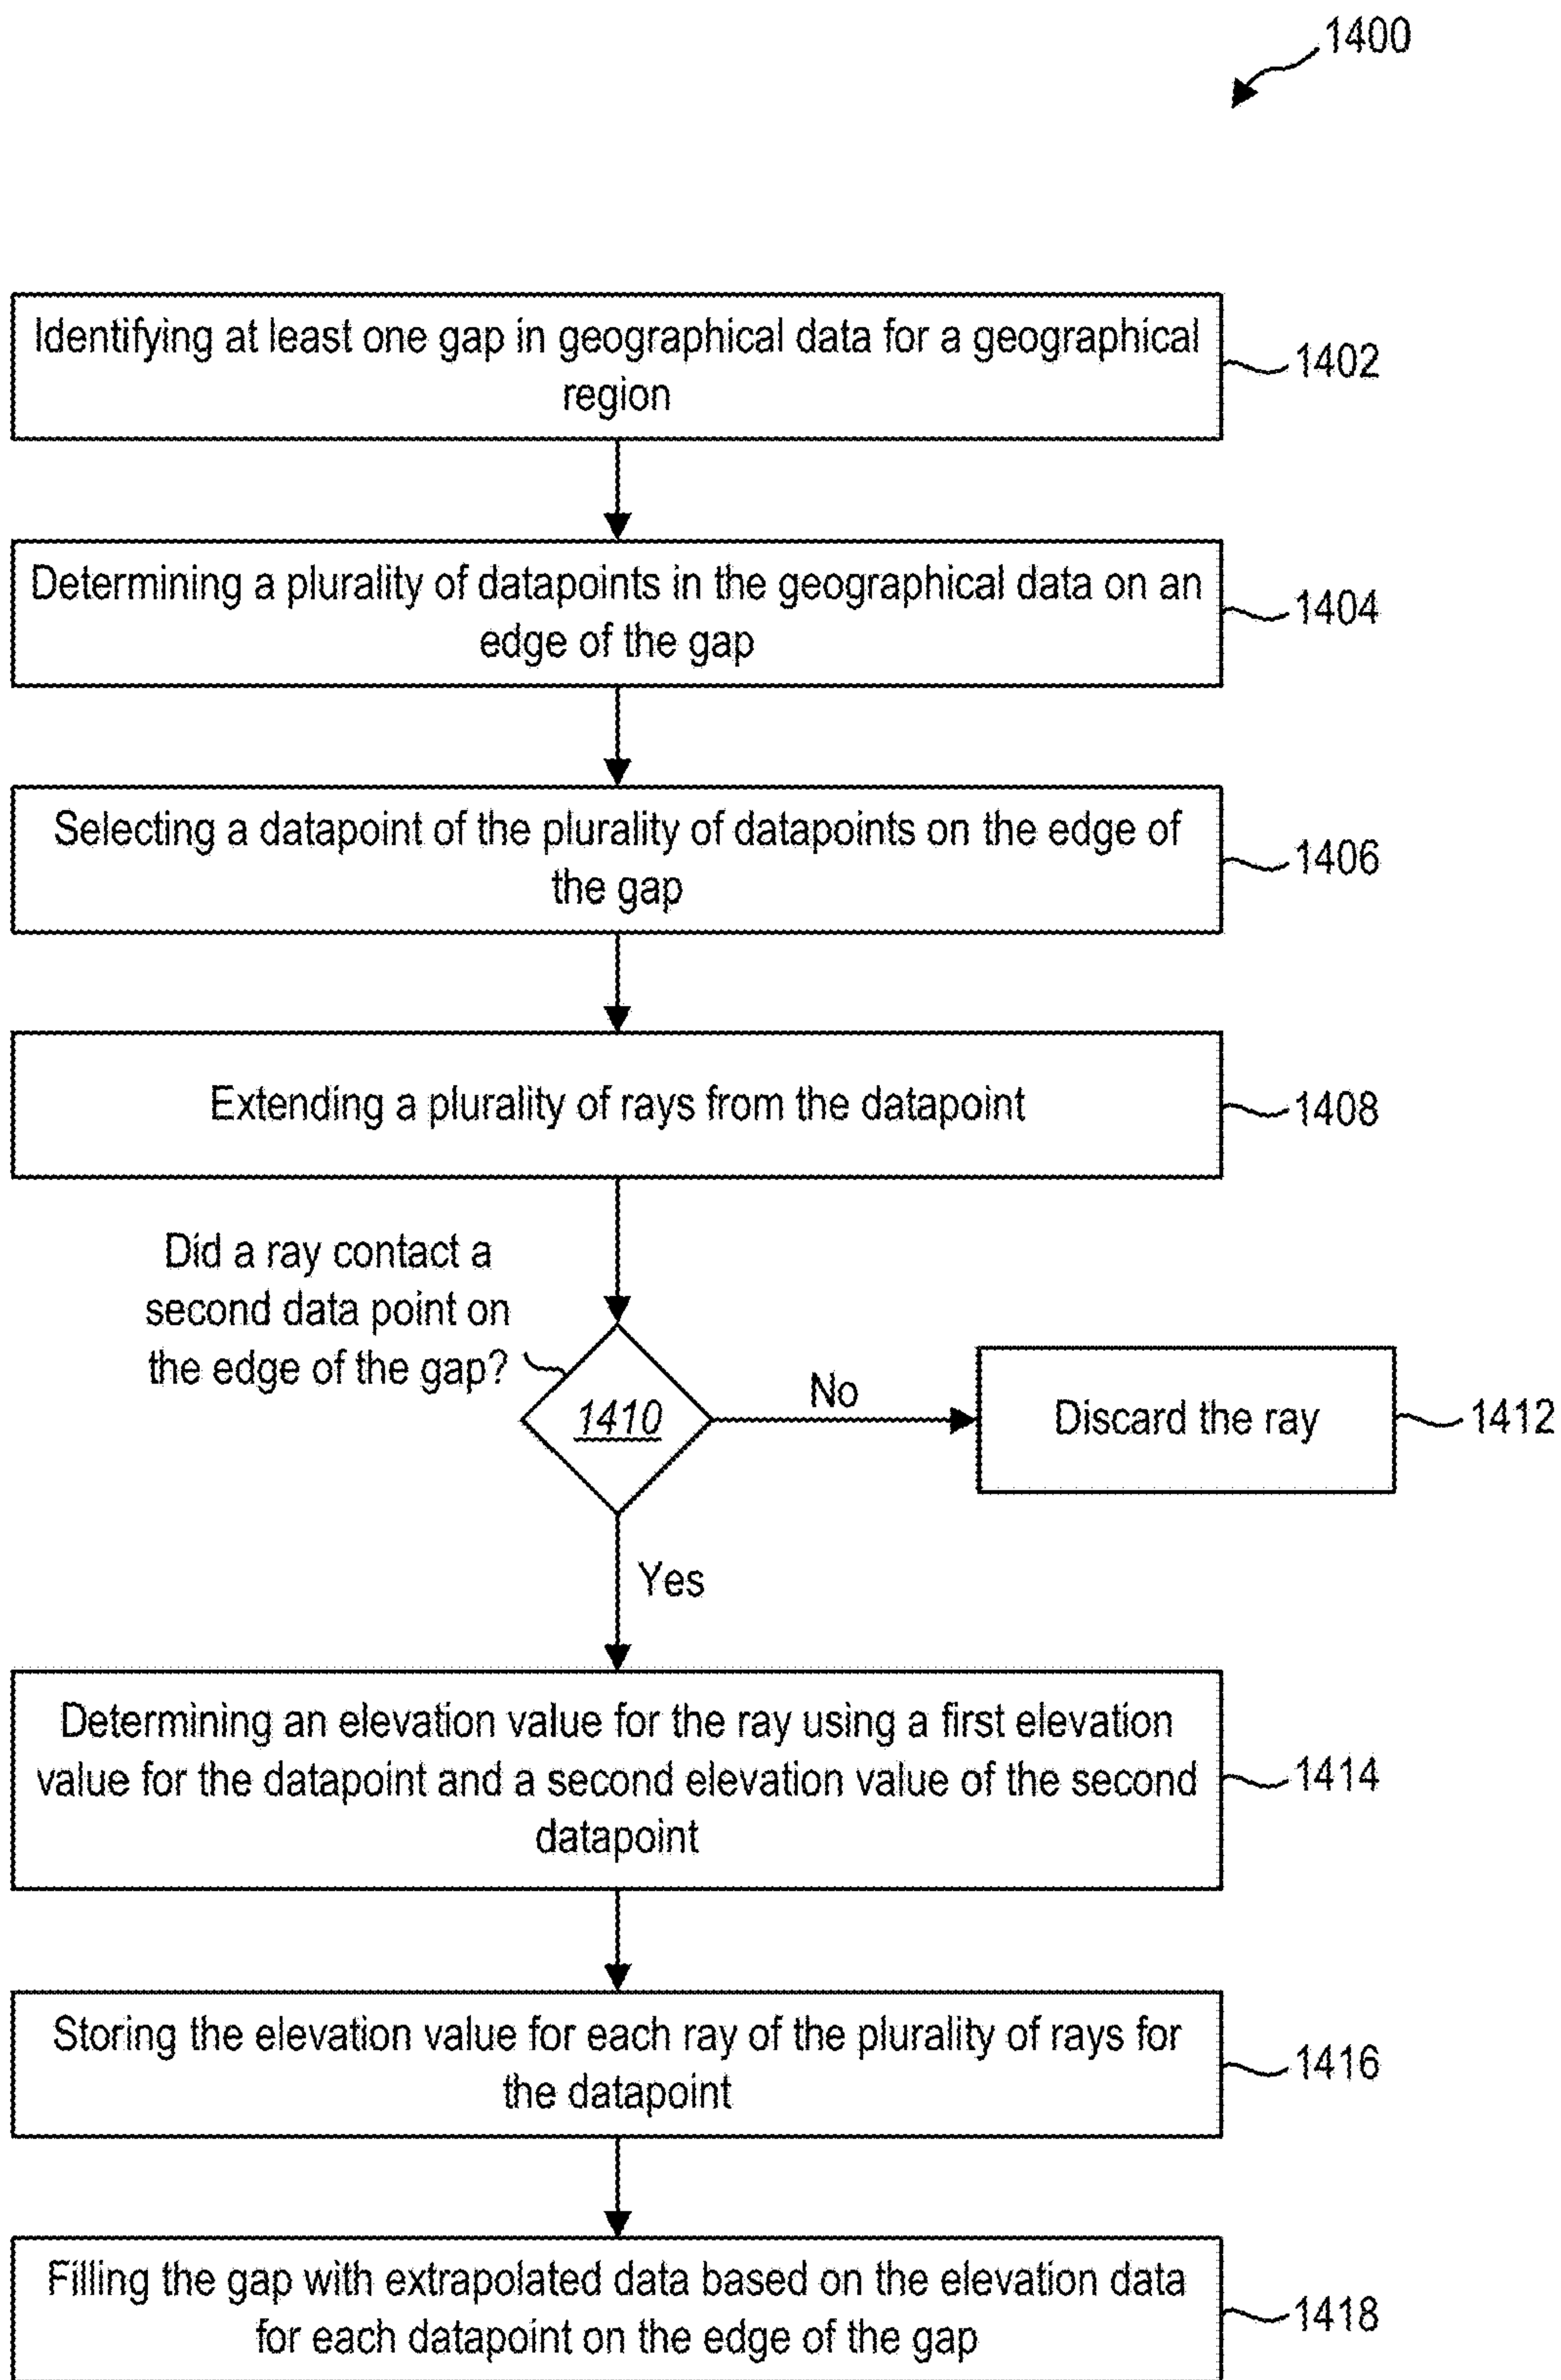 1400
Identifying at least one gap in geographical data for a geographical
region
1402
Determining a plurality of datapoints in the geographical data on an
edge of the gap
1404
Selecting a datapoint of the plurality of datapoints on the edge of
the gap
1406
Extending a plurality of rays from the datapoint
1408
Did a ray contact a
second data point on
the edge of the gap?
1410
No
Discard the ray
1412
Yes
Determining an elevation value for the ray using a first elevation
value for the datapoint and a second elevation value of the second
datapoint
1414
Storing the elevation value for each ray of the plurality of rays for
the datapoint
1416
Filling the gap with extrapolated data based on the elevation data
for each datapoint on the edge of the gap
1418